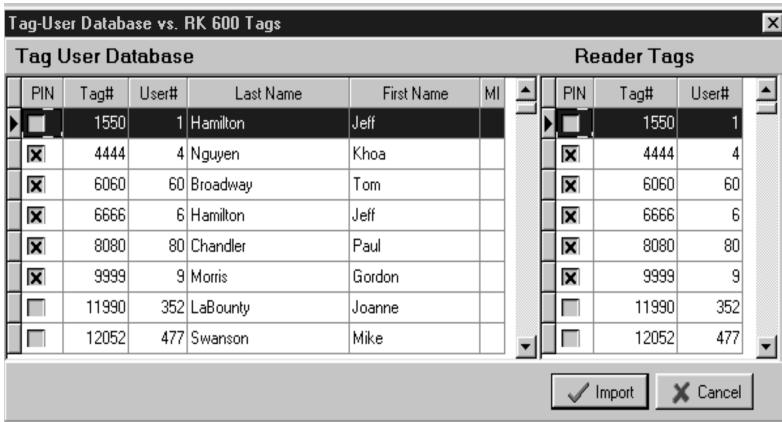 Tag-User Database vs. RK 600 Tags
Tag User Database Reader Tags
PIN Tag# User# Last Name First Name MI PIN Tag# User#
1550 1 Hamilton Jeff 1550 1
4444 4 Nguyen Khoa 4444 4
6060 60 Broadway Tom 6060 60
6666 6 Hamilton Jeff 6666 6
8080 80 Chandler Paul 8080 80
9999 9 Morris Gordon 9999 9
11990 352 LaBounty Joanne 11990 352
12052 477 Swanson Mike 12052 477
Import Cancel